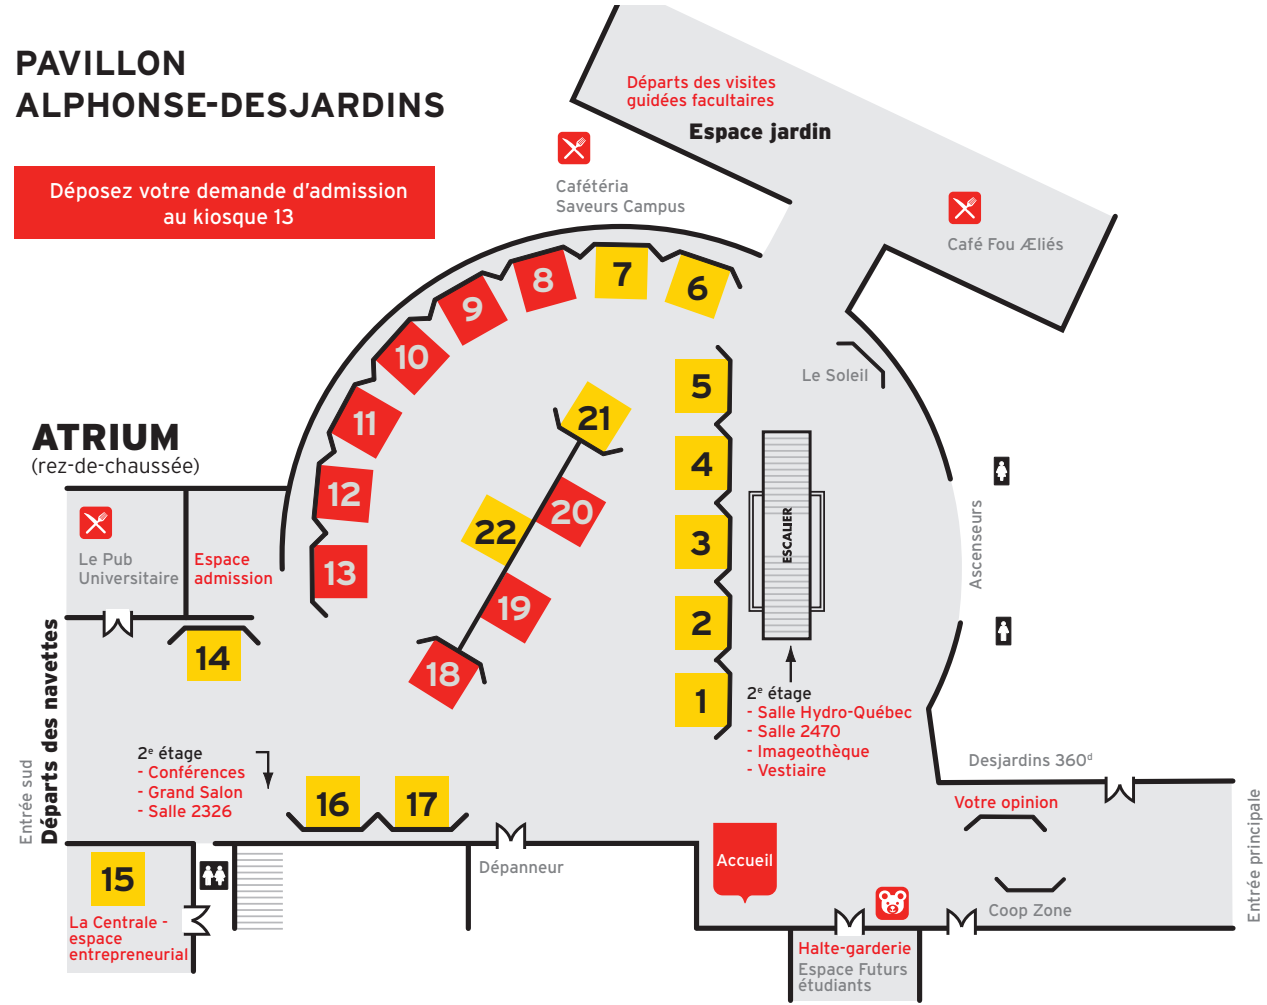 PAVILLON
ALPHONSE-DESJARDINS
Déposez votre demande d'admission
au kiosque 13
Départs des visites
guidées facultaires
Espace jardin
Cafétéria
Saveurs Campus
Café Fou ÆLiés
7
6
8
9
10
11
12
13
5
4
3
2
1
21
20
22
19
18
Le Soleil
ESCALIER
Ascenseurs
ATRIUM
(rez-de-chaussée)
Le Pub
Universitaire
Espace
admission
14
Entrée sud
Départs des navettes
2e étage
- Conférences
- Grand Salon
- Salle 2326
16
17
2e étage
- Salle Hydro-Québec
- Salle 2470
- Imageothèque
- Vestiaire
Desjardins 360d
Votre opinion
Entrée principale
15
La Centrale -
espace
entrepreneurial
Dépanneur
Accueil
Coop Zone
Halte-garderie
Espace Futurs
étudiants